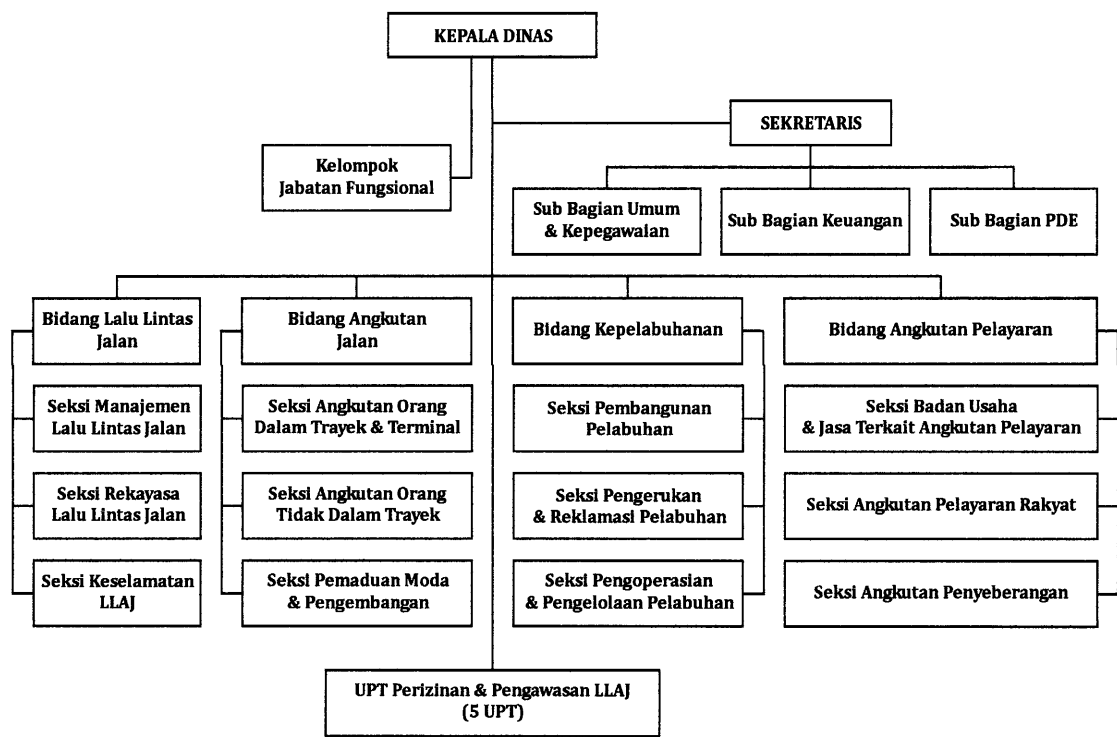 KEPALA DINAS
SEKRETARIS
Kelompok
Jabatan Fungsional
Sub Bagian Umum
& Kepegawaian
Sub Bagian Keuangan
Sub Bagian PDE
Bidang Lalu Lintas
Jalan
Seksi Manajemen
Lalu Lintas Jalan
Seksi Rekayasa
Lalu Lintas Jalan
Seksi Keselamatan
LLAJ
Bidang Angkutan
Jalan
Seksi Angkutan Orang
Dalam Trayek & Terminal
Seksi Angkutan Orang
Tidak Dalam Trayek
Seksi Pemaduan Moda
& Pengembangan
Bidang Kepelabuhanan
Seksi Pembangunan
Pelabuhan
Seksi Pengerukan
& Reklamasi Pelabuhan
Seksi Pengoperasian
& Pengelolaan Pelabuhan
Bidang Angkutan Pelayaran
Seksi Badan Usaha
& Jasa Terkait Angkutan Pelayaran
Seksi Angkutan Pelayaran Rakyat
Seksi Angkutan Penyeberangan
UPT Perizinan & Pengawasan LLAJ
(5 UPT)